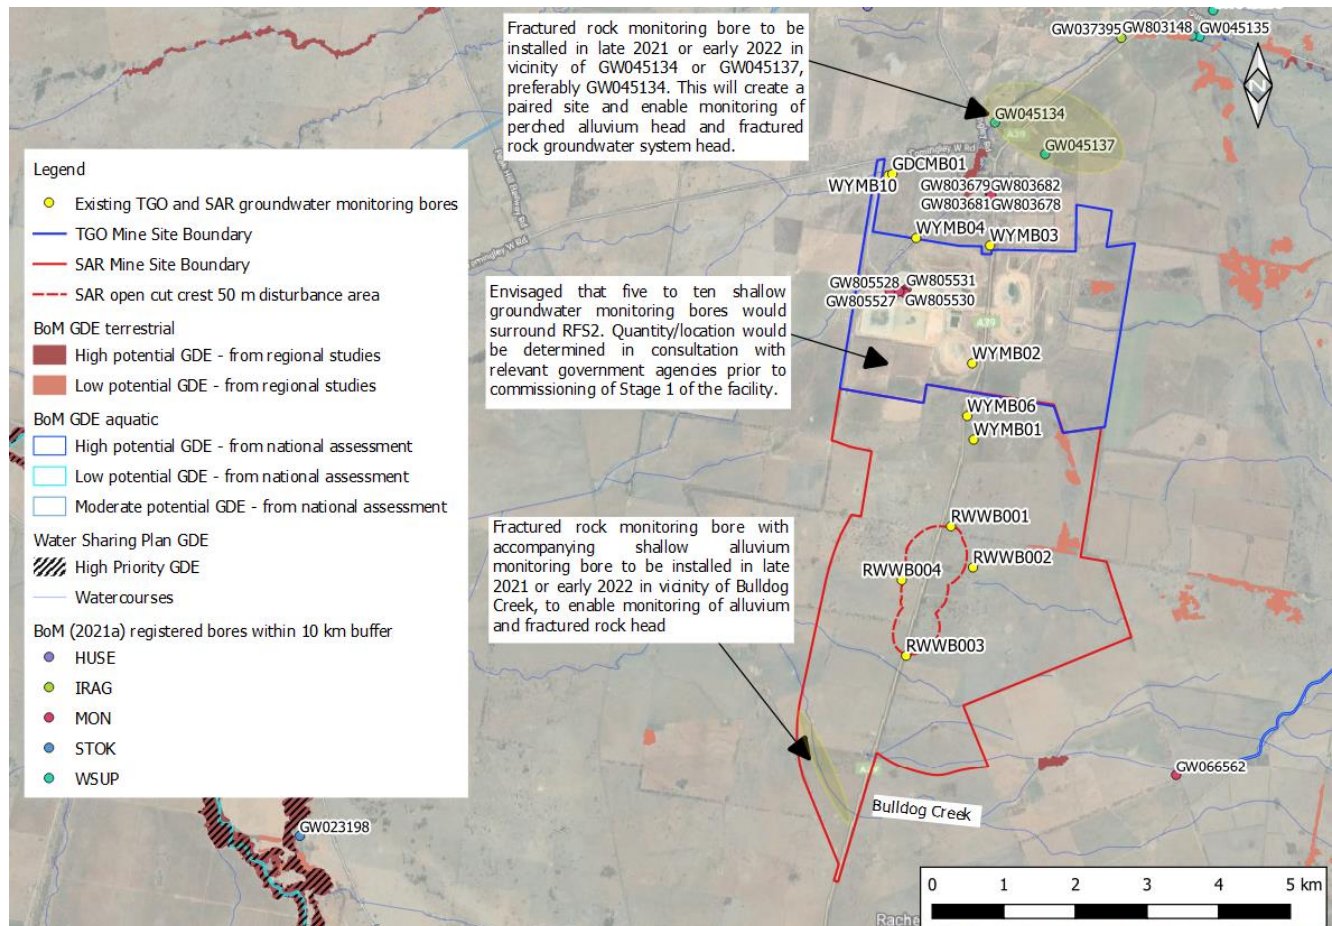 Fractured rock monitoring bore to be
installed in late 2021 or early 2022 in
vicinity of GW045134 or GW045137,
preferably GW045134. This will create a
paired site and enable monitoring of
perched alluvium head and fractured
rock groundwater system head.
GW037395
GW803148
GW045135
N
GW045134
A39
GW045137
Tomingley W Rd
GDCMB01
WYMB10
GW803679
GW803682
GW803681
GW803678
WYMB04
WYMB03
Tomingley W Rd
Legend
Existing TGO and SAR groundwater monitoring bores
TGO Mine Site Boundary
SAR Mine Site Boundary
SAR open cut crest 50 m disturbance area
BoM GDE terrestrial
High potential GDE - from regional studies
Low potential GDE - from regional studies
BoM GDE aquatic
High potential GDE - from national assessment
Low potential GDE - from national assessment
Moderate potential GDE - from national assessment
Water Sharing Plan GDE
High Priority GDE
Watercourses
BoM (2021a) registered bores within 10 km buffer
HUSE
IRAG
MON
STOK
WSUP
Envisaged that five to ten shallow
groundwater monitoring bores would
surround RFS2. Quantity/location would
be determined in consultation with
relevant government agencies prior to
commissioning of Stage 1 of the facility.
GW805528
GW805531
GW805527
GW805530
A39
WYMB02
WYMB06
WYMB01
Fractured rock monitoring bore with
accompanying shallow alluvium
monitoring bore to be installed in late
2021 or early 2022 in vicinity of Bulldog
Creek, to enable monitoring of alluvium
and fractured rock head
RWWB001
RWWB002
RWWB004
RWWB003
GW066562
Bulldog Creek
GW023198
0 1 2 3 4 5 km